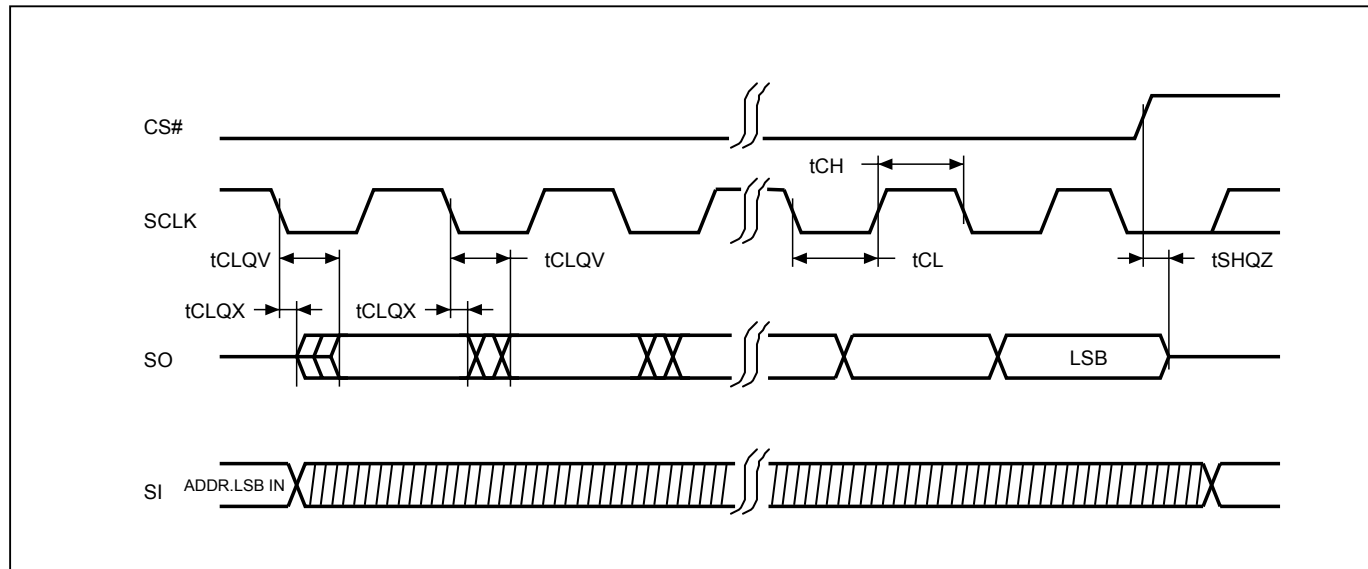 CS#
tCH
SCLK
tCLQV tCLQV tCL tSHQZ
tCLQX tCLQX
SO LSB
SI ADDR.LSB IN